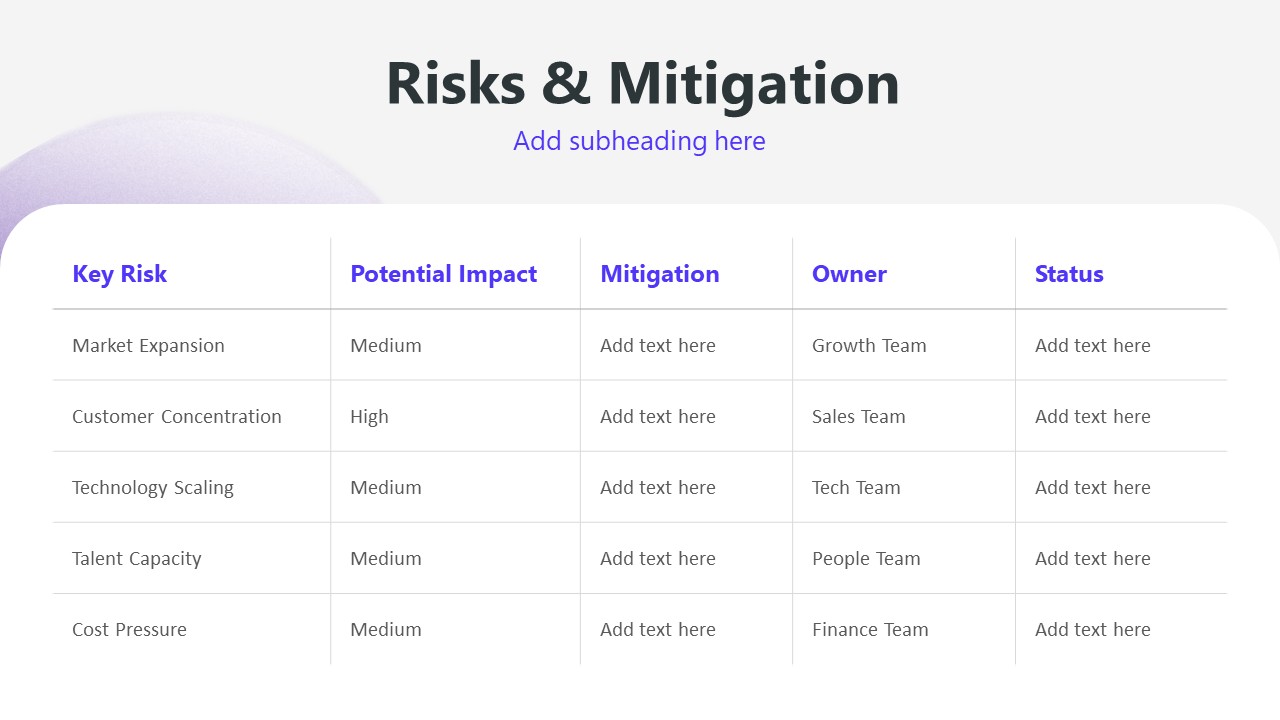 Risks & Mitigation
Add subheading here
Key Risk Potential Impact Mitigation Owner Status
Market Expansion Medium Add text here Growth Team Add text here
Customer Concentration High Add text here Sales Team Add text here
Technology Scaling Medium Add text here Tech Team Add text here
Talent Capacity Medium Add text here People Team Add text here
Cost Pressure Medium Add text here Finance Team Add text here